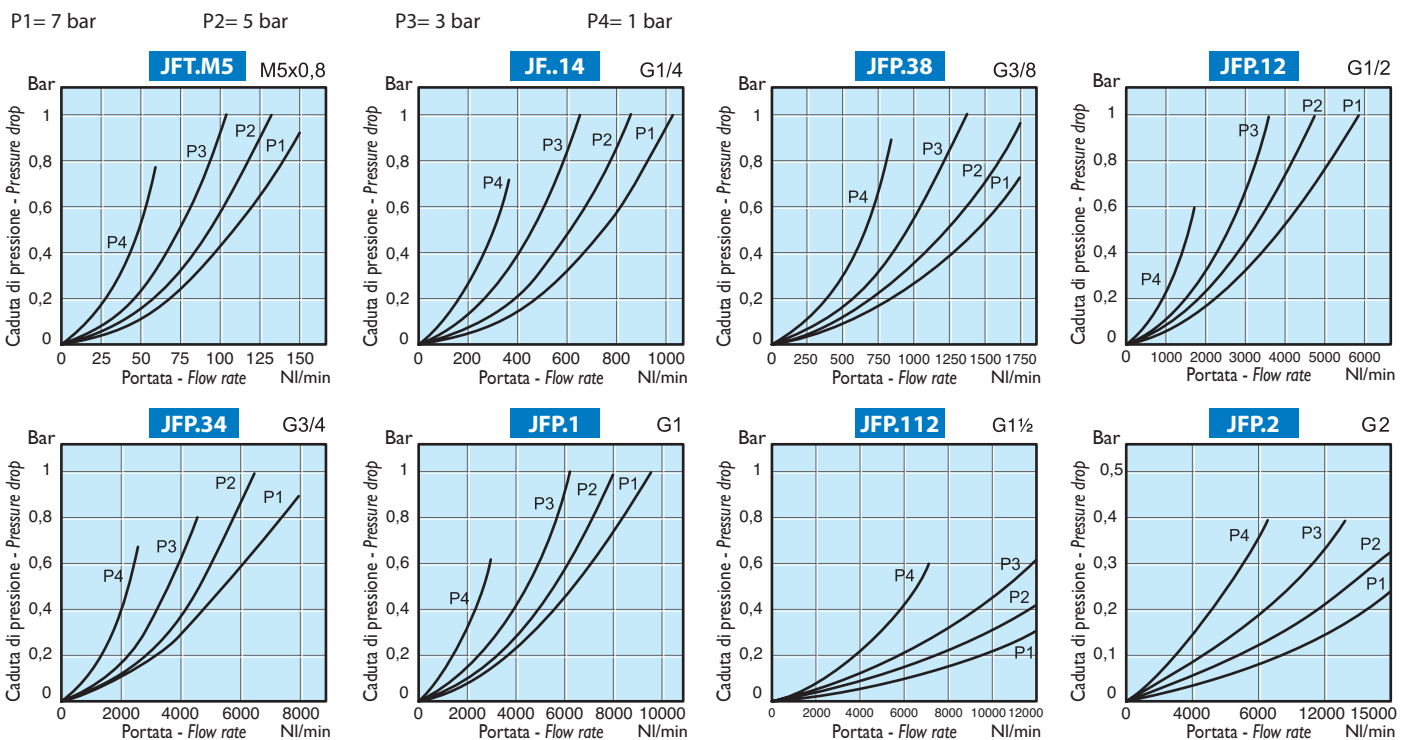 P1= 7 bar P2= 5 bar P3= 3 bar P4= 1 bar
JFT.M5 M5x0,8
Bar
Caduta di pressione - Pressure drop
1
0,8
0,6
0,4
0,2
0
P4 P3 P2 P1
0 25 50 75 100 125 150
Portata - Flow rate Nl/min
JF..14 G1/4
Bar
Caduta di pressione - Pressure drop
1
0,8
0,6
0,4
0,2
0
P4 P3 P2 P1
0 200 400 600 800 1000
Portata - Flow rate Nl/min
JFP.38 G3/8
Bar
Caduta di pressione - Pressure drop
1
0,8
0,6
0,4
0,2
0
P4 P3 P2 P1
0 250 500 750 1000 1250 1500 1750
Portata - Flow rate Nl/min
JFP.12 G1/2
Bar
Caduta di pressione - Pressure drop
1
0,8
0,6
0,4
0,2
0
P4 P3 P2 P1
0 1000 2000 3000 4000 5000 6000
Portata - Flow rate Nl/min
JFP.34 G3/4
Bar
Caduta di pressione - Pressure drop
1
0,8
0,6
0,4
0,2
0
P4 P3 P2 P1
0 2000 4000 6000 8000
Portata - Flow rate Nl/min
JFP.1 G1
Bar
Caduta di pressione - Pressure drop
1
0,8
0,6
0,4
0,2
0
P4 P3 P2 P1
0 2000 4000 6000 8000 10000
Portata - Flow rate Nl/min
JFP.112 G1½
Bar
Caduta di pressione - Pressure drop
1
0,8
0,6
0,4
0,2
0
P4 P3 P2 P1
0 2000 4000 6000 8000 10000 12000
Portata - Flow rate Nl/min
JFP.2 G2
Bar
Caduta di pressione - Pressure drop
0,5
0,4
0,3
0,2
0,1
0
P4 P3 P2 P1
0 4000 6000 12000 15000
Portata - Flow rate Nl/min